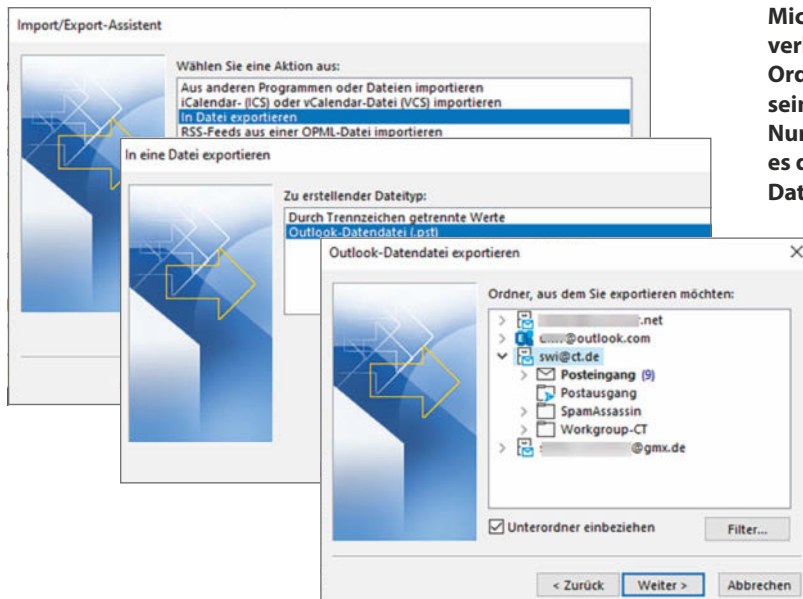 Import/Export-Assistent
Wählen Sie eine Aktion aus:
Aus anderen Programmen oder Dateien importieren
iCalendar- (ICS) oder vCalendar-Datei (VCS) importieren
In Datei exportieren
RSS-Feeds aus einer OPML-Datei importieren
In eine Datei exportieren
Zu erstellender Dateityp:
Durch Trennzeichen getrennte Werte
Outlook-Datendatei (.pst)
Outlook-Datendatei exportieren
Ordner, aus dem Sie exportieren möchten:
.net
@outlook.com
swi@ct.de
Posteingang (9)
Postausgang
SpamAssassin
Workgroup-CT
@gmx.de
Unterordner einbeziehen
Filter...
< Zurück Weiter > Abbrechen
Mic
ver
Ord
sein
Nur
es d
Dat